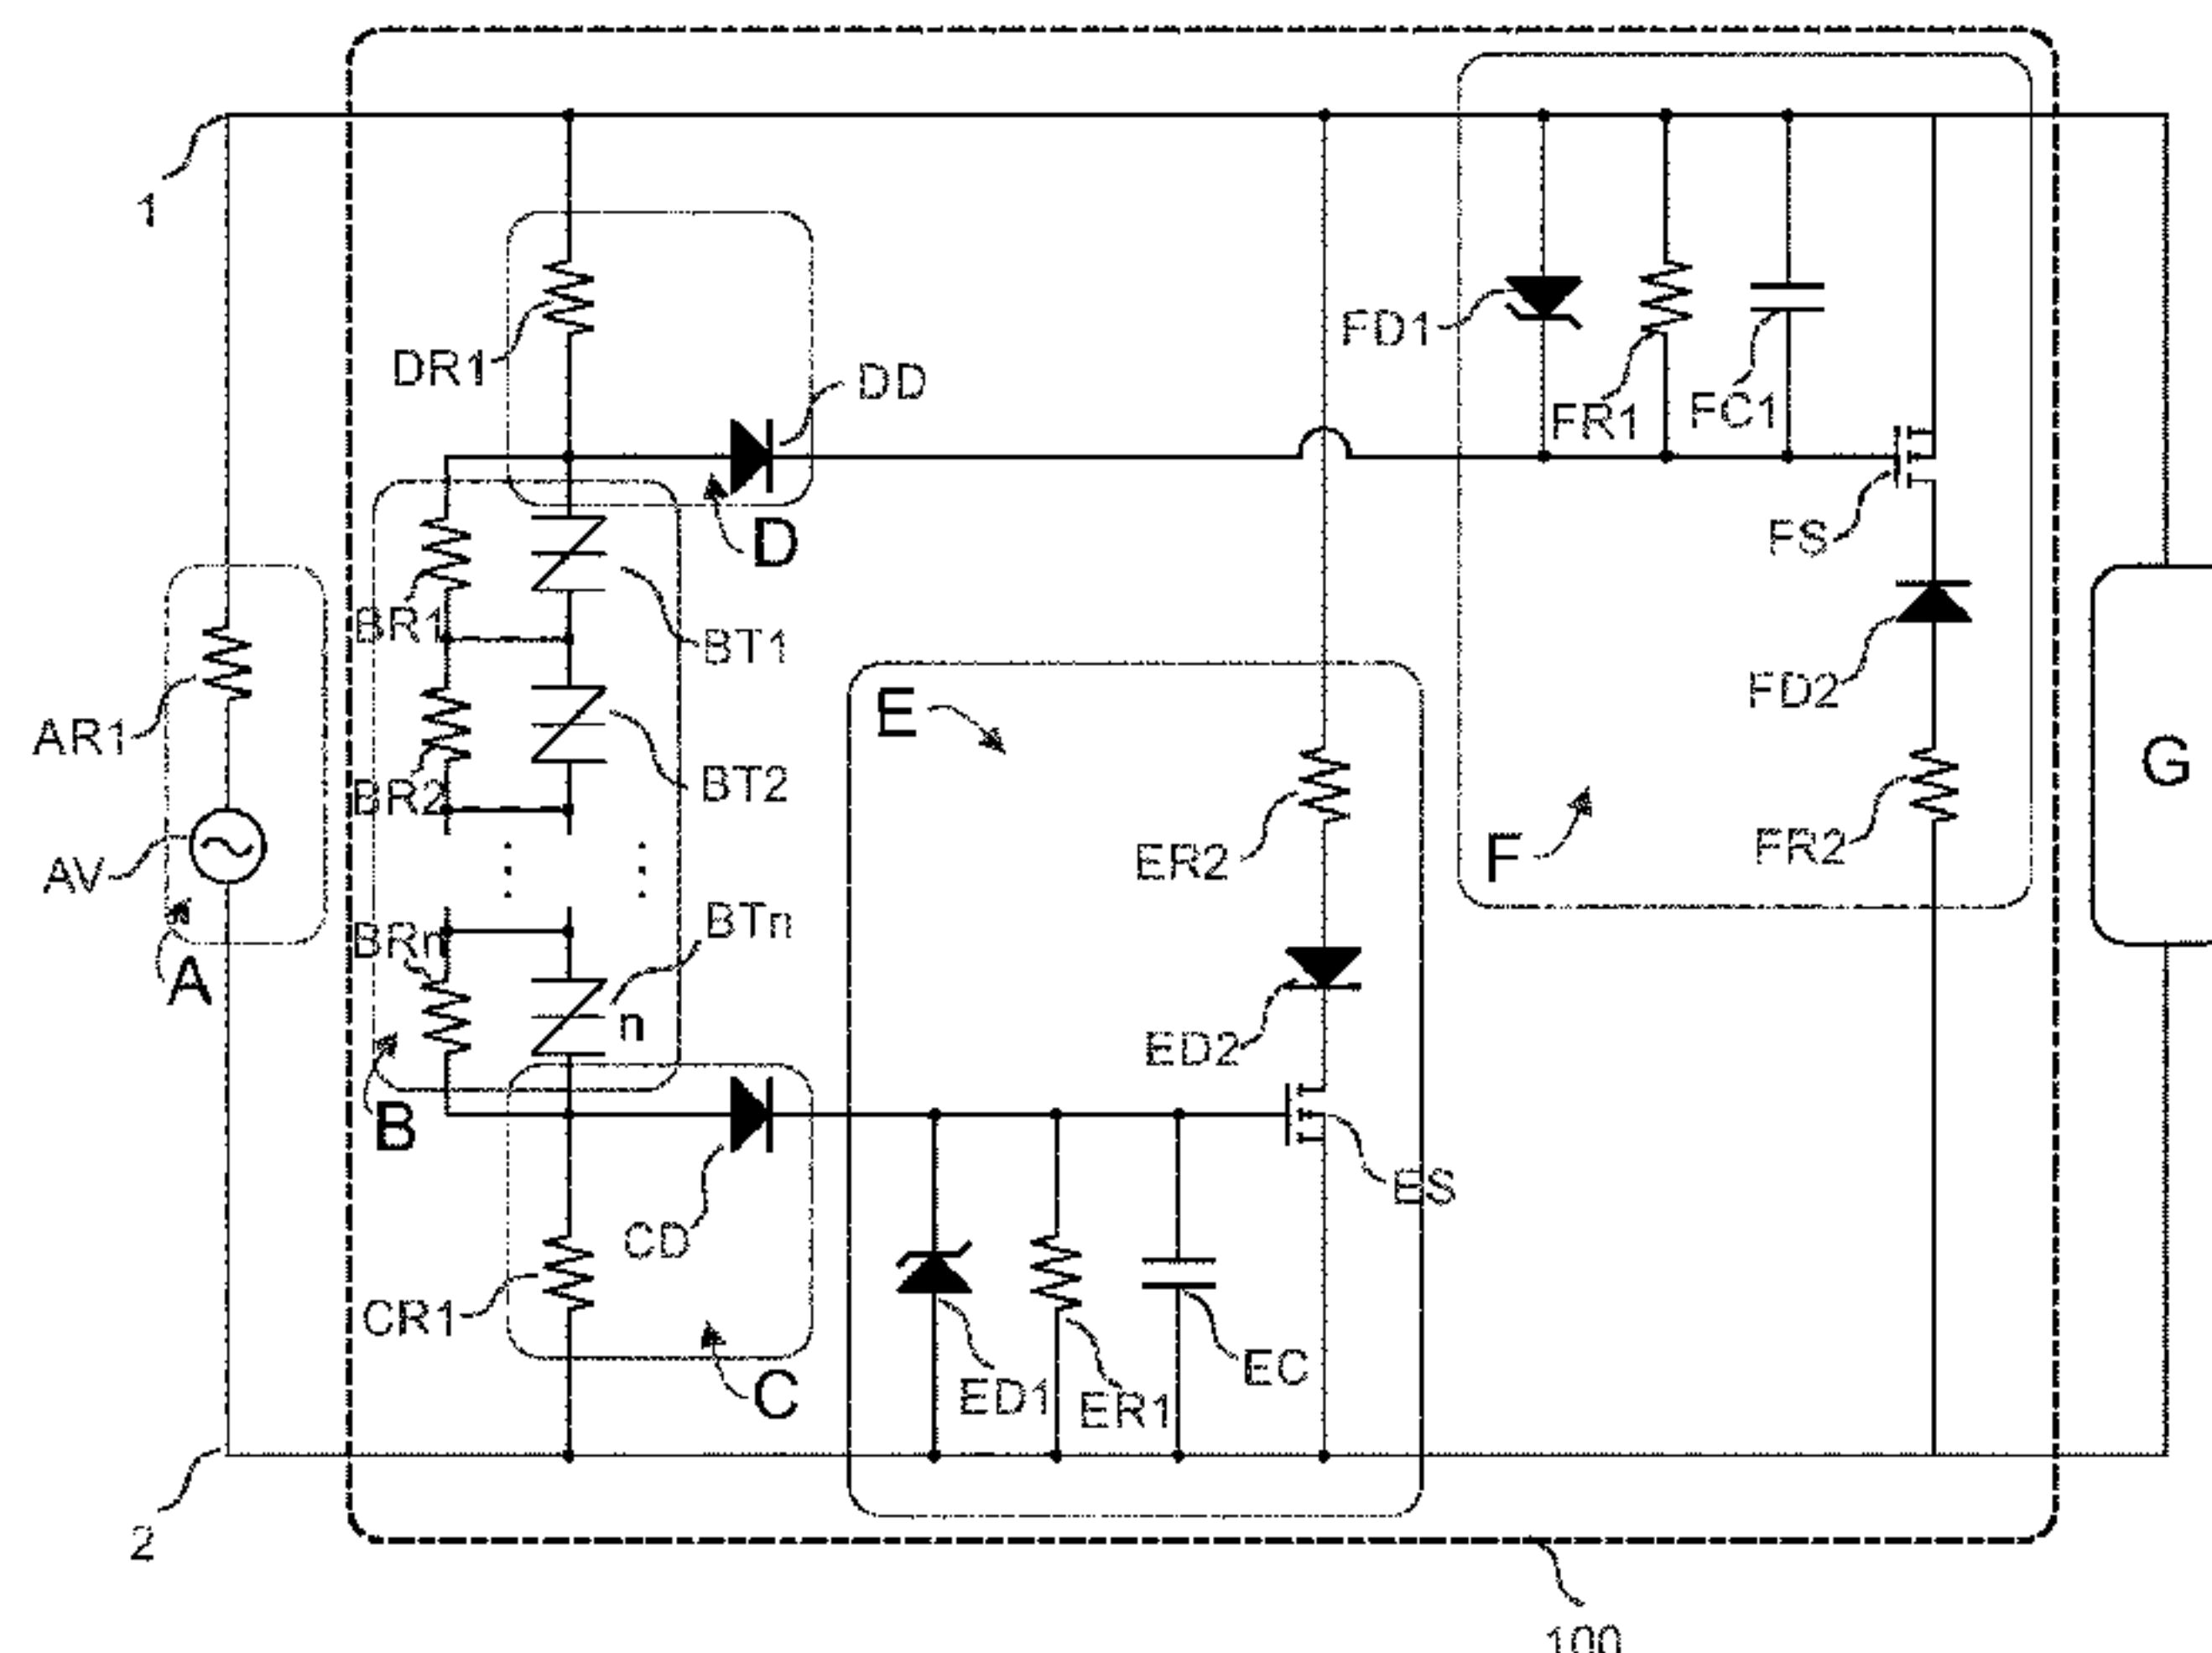 1
DR1
DD
FD1
FR1
FC1
D
FS
BR1
BT1
AR1
E
FD2
BR2
BT2
G
AV
ER2
F
FR2
BRn
BTn
A
n
ED2
B
ES
CD
CR1
C
ED1
ER1
EC
2
100